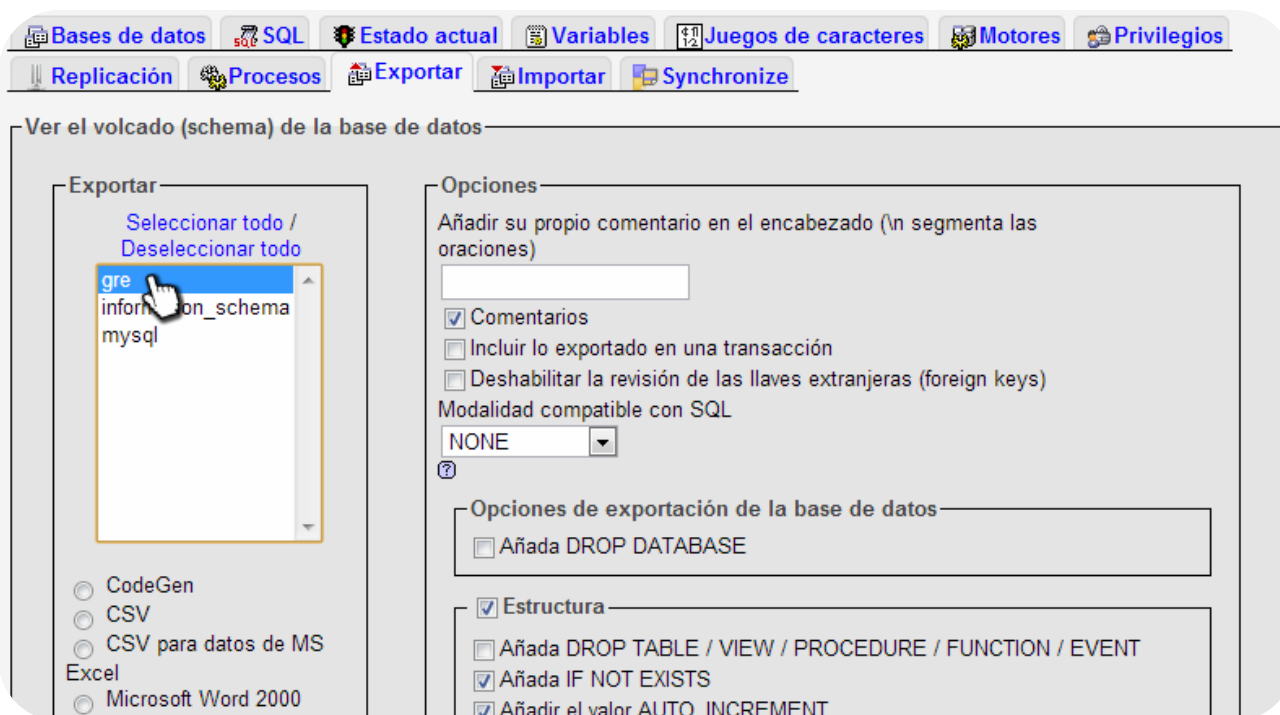 Bases de datos SQL Estado actual Variables Juegos de caracteres Motores Privilegios
Replicación Procesos Exportar Importar Synchronize
Ver el volcado (schema) de la base de datos
Exportar
Seleccionar todo /
Deseleccionar todo
gre
information_schema
mysql
CodeGen
CSV
CSV para datos de MS
Excel
Microsoft Word 2000
Opciones
Añadir su propio comentario en el encabezado (\n segmenta las
oraciones)
Comentarios
Incluir lo exportado en una transacción
Deshabilitar la revisión de las llaves extranjeras (foreign keys)
Modalidad compatible con SQL
NONE
Opciones de exportación de la base de datos
Añada DROP DATABASE
Estructura
Añada DROP TABLE / VIEW / PROCEDURE / FUNCTION / EVENT
Añada IF NOT EXISTS
Añadir el valor AUTO_INCREMENT